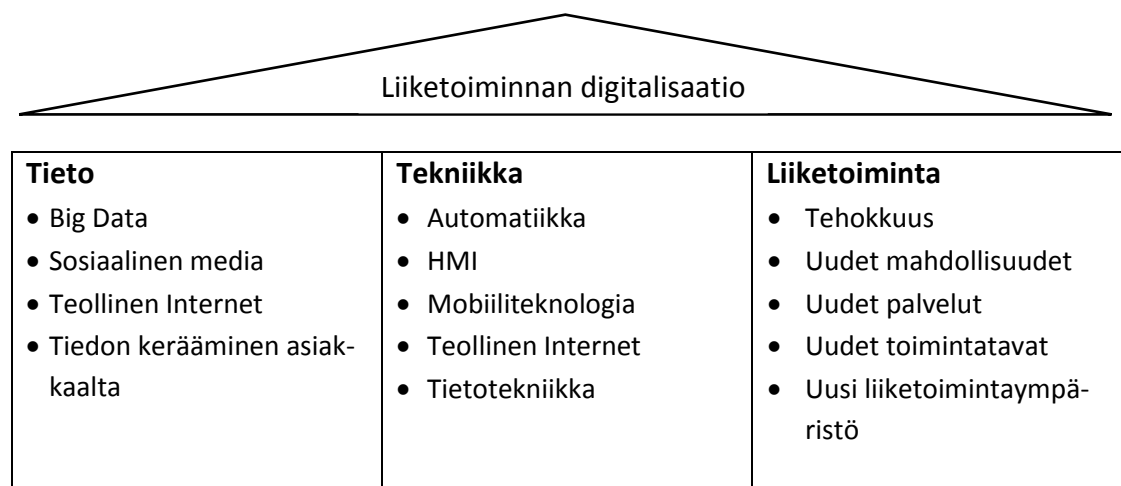 Liiketoiminnan digitalisaatio
Tieto
• Big Data
• Sosiaalinen media
• Teollinen Internet
• Tiedon kerääminen asiak-
kaalta
Tekniikka
• Automatiikka
• HMI
• Mobiiliteknologia
• Teollinen Internet
• Tietotekniikka
Liiketoiminta
• Tehokkuus
• Uudet mahdollisuudet
• Uudet palvelut
• Uudet toimintatavat
• Uusi liiketoimintaympä-
ristö